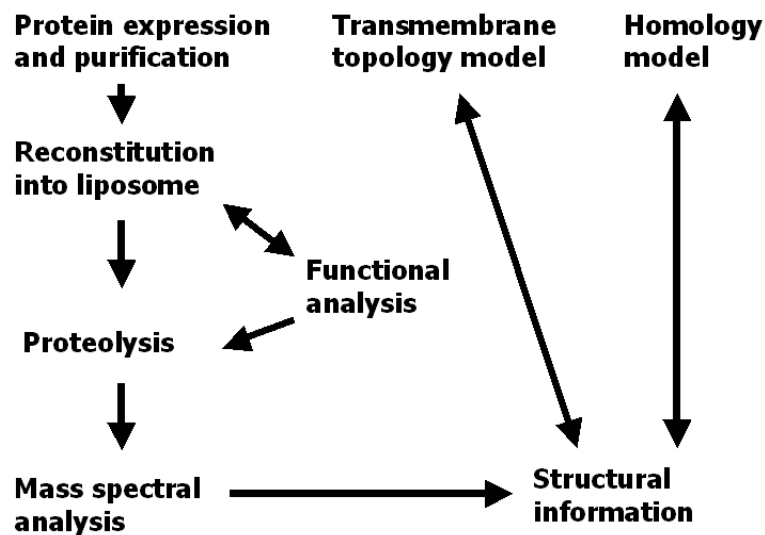 Protein expression
and purification
Transmembrane
topology model
Homology
model
Reconstitution
into liposome
Functional
analysis
Proteolysis
Mass spectral
analysis
Structural
information